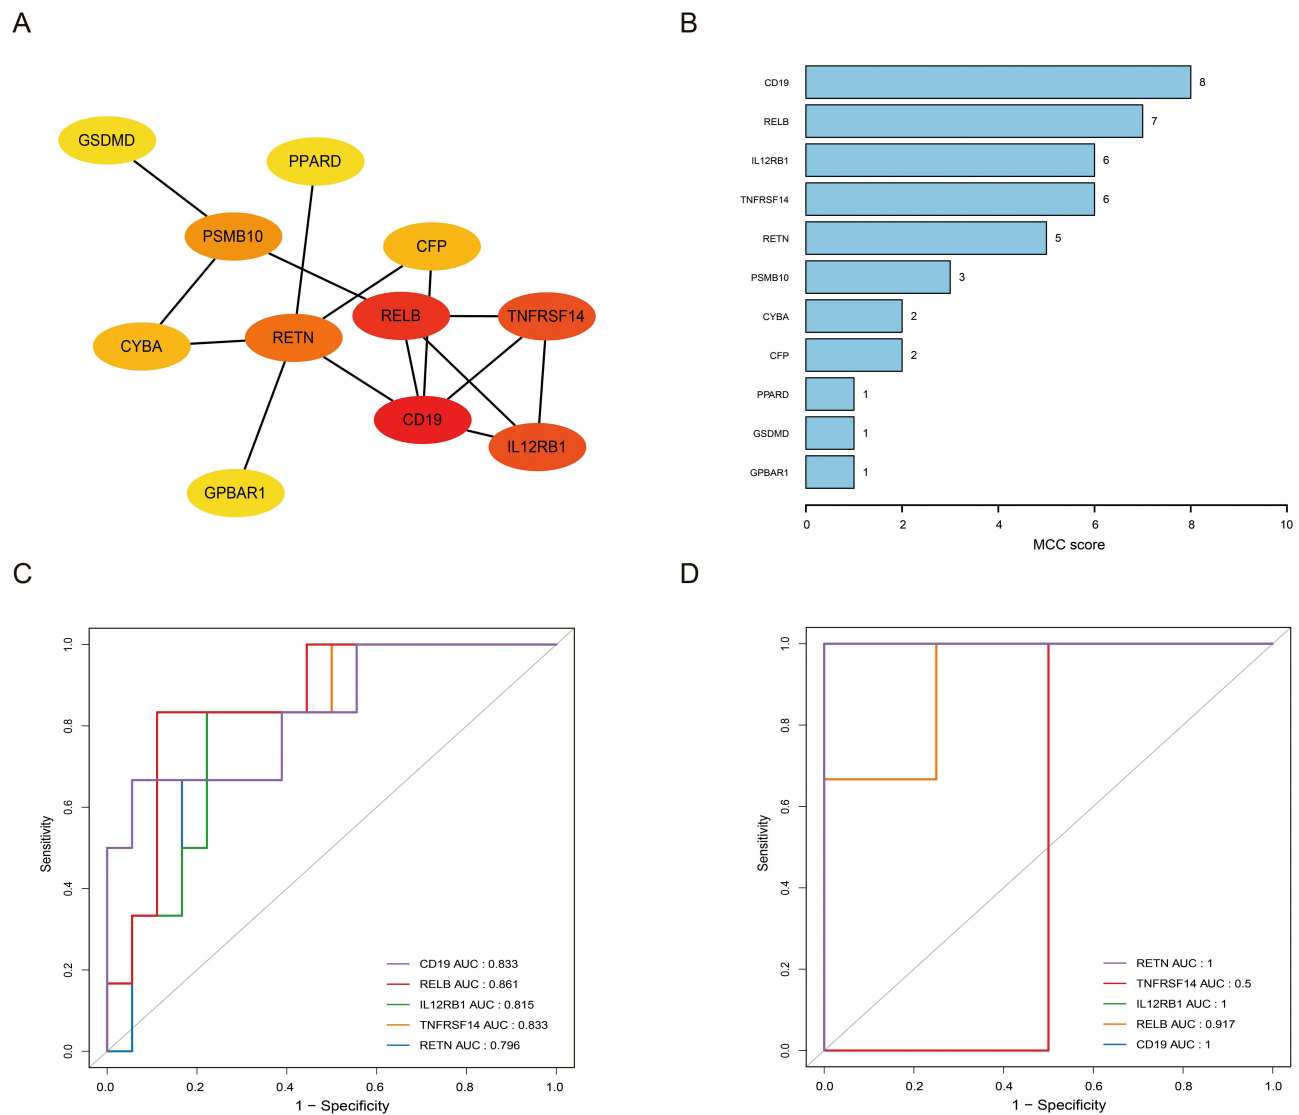 A
GSDMD
PPARD
PSMB10
CFP
RELB
TNFRSF14
RETN
CYBA
CD19
IL12RB1
GPBAR1
B
CD19 8
RELB 7
IL12RB1 6
TNFRSF14 6
RETN 5
PSMB10 3
CYBA 2
CFP 2
PPARD 1
GSDMD 1
GPBAR1 1
0 2 4 6 8 10
MCC score
C
1.0
0.8
0.6
0.4
0.2
0.0
Sensitivity
CD19 AUC : 0.833
RELB AUC : 0.861
IL12RB1 AUC : 0.815
TNFRSF14 AUC : 0.833
RETN AUC : 0.796
0.0 0.2 0.4 0.6 0.8 1.0
1 − Specificity
D
1.0
0.8
0.6
0.4
0.2
0.0
Sensitivity
RETN AUC : 1
TNFRSF14 AUC : 0.5
IL12RB1 AUC : 1
RELB AUC : 0.917
CD19 AUC : 1
0.0 0.2 0.4 0.6 0.8 1.0
1 − Specificity